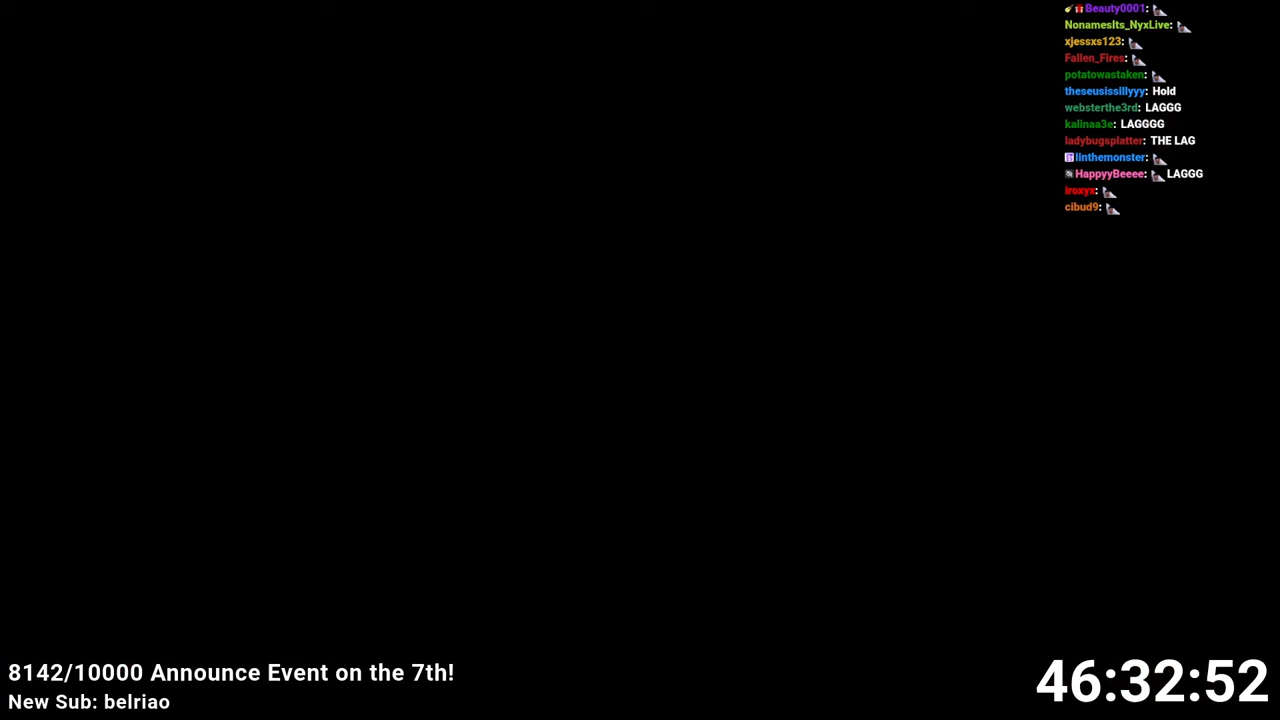 Beauty0001:
NonamesIts_NyxLive:
xjessxs123:
Fallen_Fires:
potatowastaken:
theseusissillyyy: Hold
websterthe3rd: LAGGG
kalinaa3e: LAGGGG
ladybugsplatter: THE LAG
linthemonster:
HappyyBeeee: LAGGG
iroxyx:
cibud9:
8142/10000 Announce Event on the 7th!
New Sub: belriao
46:32:52